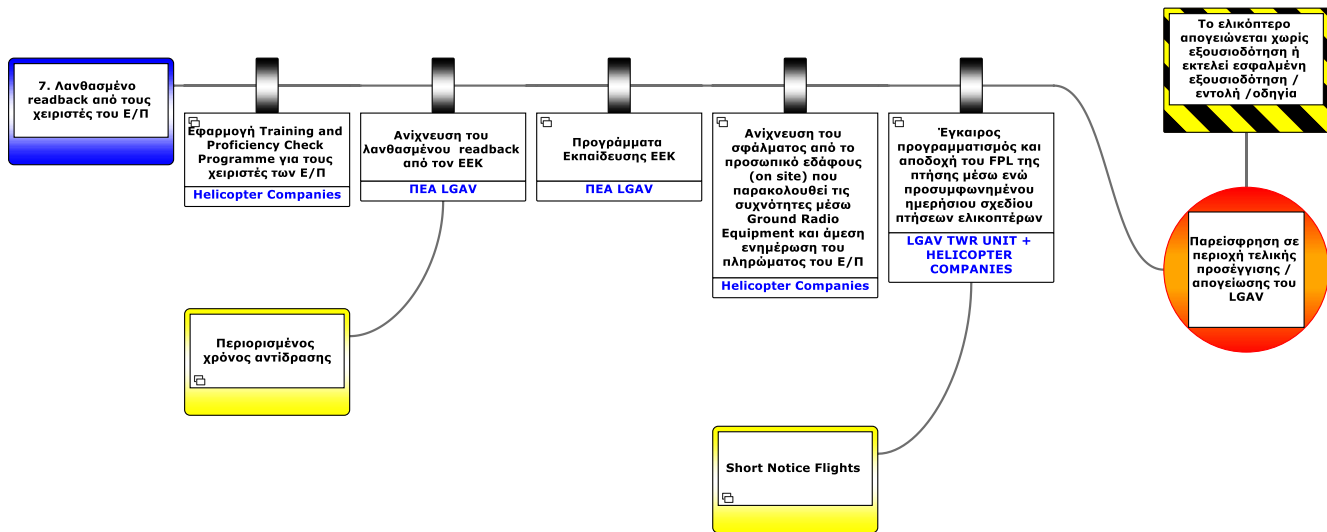 7. Λανθασμένο
readback από τους
χειριστές του Ε/Π
Εφαρμογή Training and
Proficiency Check
Programme για τους
χειριστές των Ε/Π
Helicopter Companies
Ανίχνευση του
λανθασμένου readback
από τον ΕΕΚ
ΠΕΑ LGAV
Προγράμματα
Εκπαίδευσης ΕΕΚ
ΠΕΑ LGAV
Ανίχνευση του
σφάλματος από το
προσωπικό εδάφους
(on site) που
παρακολουθεί τις
συχνότητες μέσω
Ground Radio
Equipment και άμεση
ενημέρωση του
πληρώματος του Ε/Π
Helicopter Companies
Έγκαιρος
προγραμματισμός και
αποδοχή του FPL της
πτήσης μέσω ενώ
προσυμφωνημένου
ημερήσιου σχεδίου
πτήσεων ελικοπτέρων
LGAV TWR UNIT +
HELICOPTER
COMPANIES
Το ελικόπτερο
απογειώνεται χωρίς
εξουσιοδότηση ή
εκτελεί εσφαλμένη
εξουσιοδότηση /
εντολή /οδηγία
Παρείσφρηση σε
περιοχή τελικής
προσέγγισης /
απογείωσης του
LGAV
Περιορισμένος
χρόνος αντίδρασης
Short Notice Flights